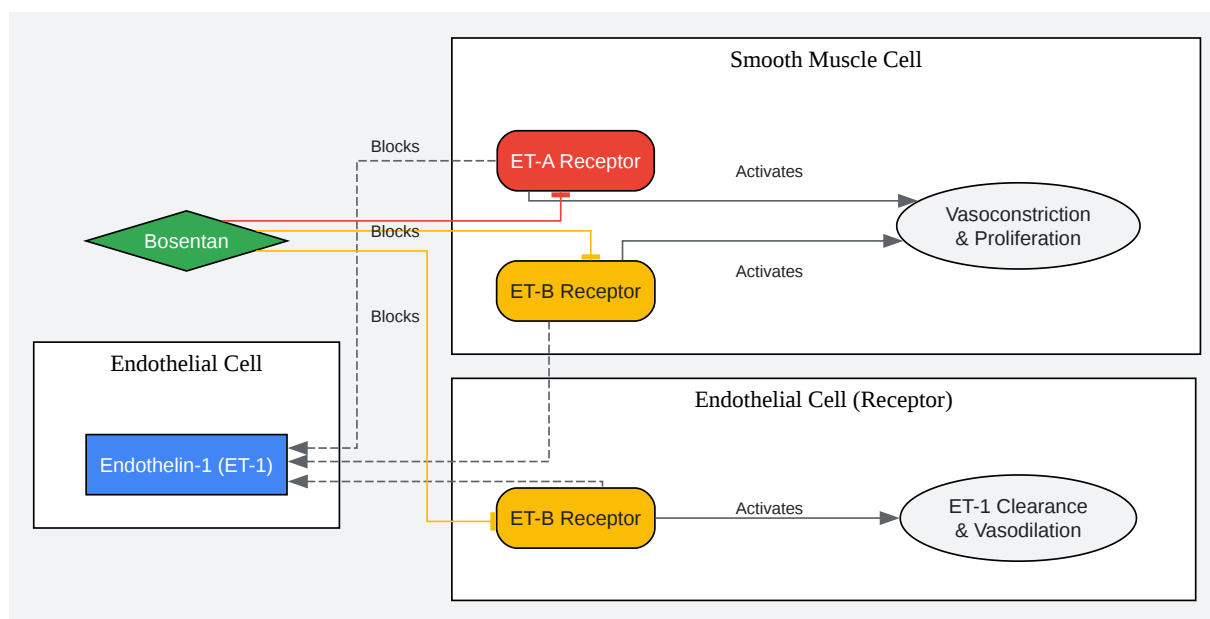 Smooth Muscle Cell
Blocks
ET-A Receptor
Activates
Vasoconstriction
& Proliferation
Bosentan
Blocks
Activates
ET-B Receptor
Blocks
Endothelial Cell
Endothelial Cell (Receptor)
Endothelin-1 (ET-1)
ET-B Receptor
Activates
ET-1 Clearance
& Vasodilation